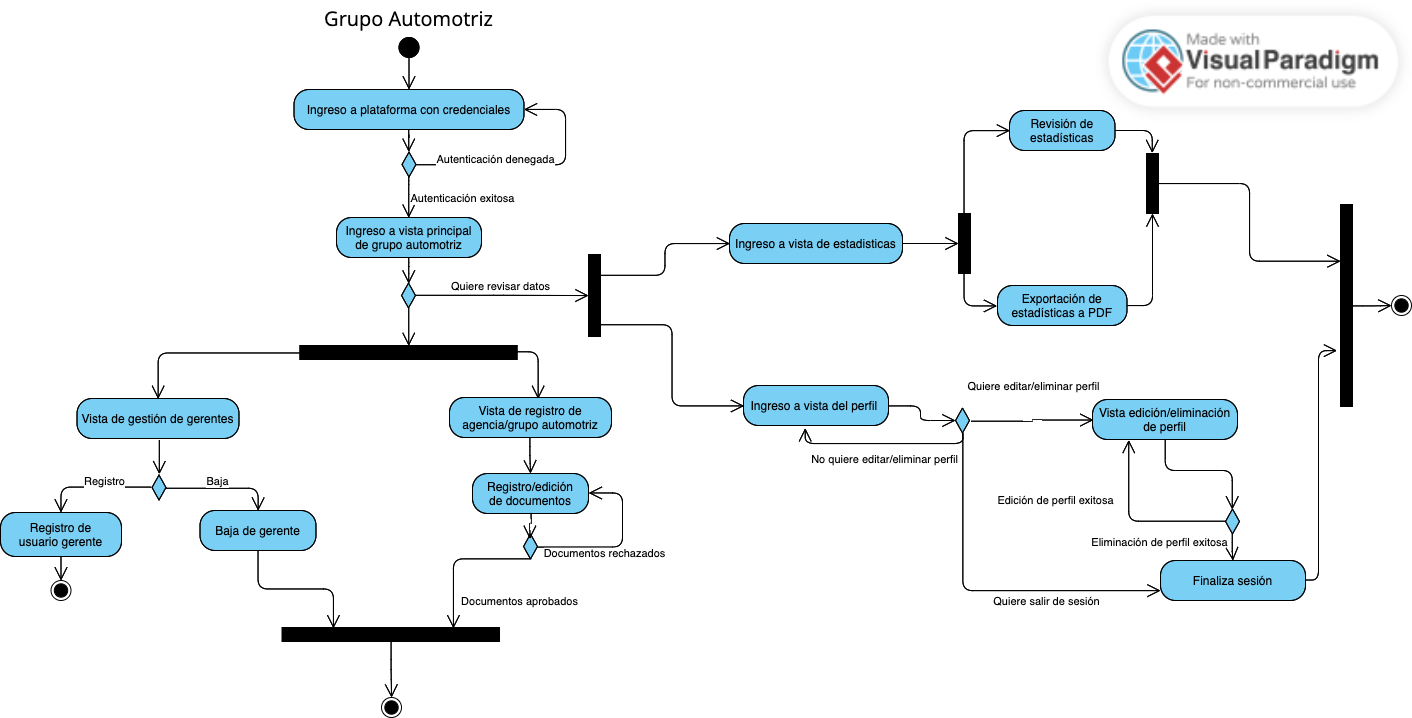 Grupo Automotriz
Made with
Visual Paradigm
For non-commercial use
Ingreso a plataforma con credenciales
Autenticación denegada
Autenticación exitosa
Ingreso a vista principal
de grupo automotriz
Quiere revisar datos
Ingreso a vista de estadisticas
Revisión de
estadísticas
Exportación de
estadísticas a PDF
Vista de gestión de gerentes
Registro
Baja
Registro de
usuario gerente
Baja de gerente
Vista de registro de
agencia/grupo automotriz
Registro/edición
de documentos
Documentos rechazados
Documentos aprobados
Ingreso a vista del perfil
Quiere editar/eliminar perfil
No quiere editar/eliminar perfil
Vista edición/eliminación
de perfil
Edición de perfil exitosa
Eliminación de perfil exitosa
Finaliza sesión
Quiere salir de sesión